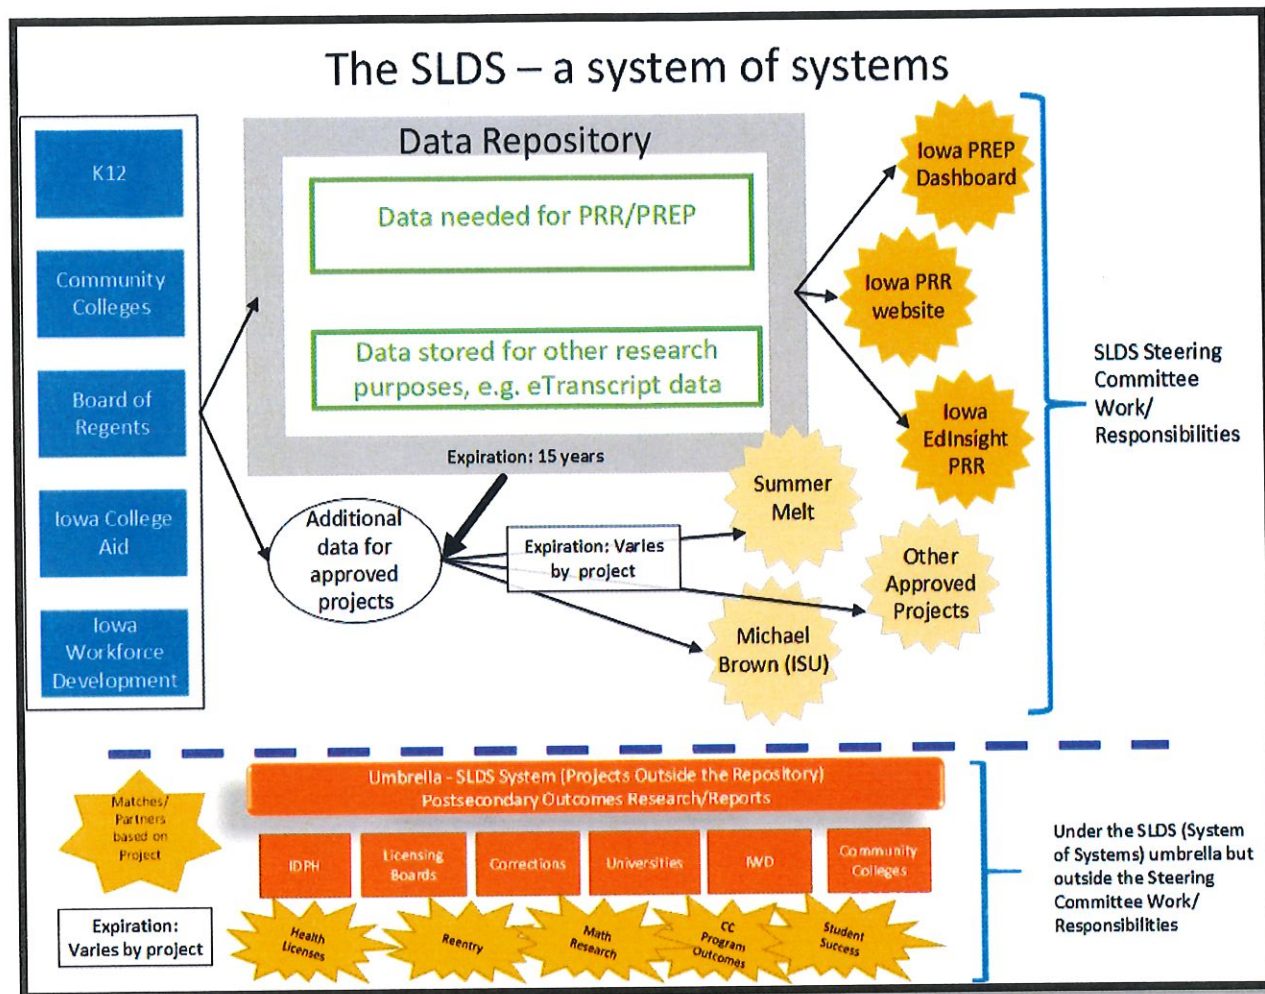 The SLDS – a system of systems
K12
Community
Colleges
Board of
Regents
Iowa College
Aid
Iowa
Workforce
Development
Data Repository
Data needed for PRR/PREP
Data stored for other research
purposes, e.g. eTranscript data
Expiration: 15 years
Additional
data for
approved
projects
Expiration: Varies
by project
Iowa PREP
Dashboard
Iowa PRR
website
Iowa
EdInsight
PRR
Summer
Melt
Other
Approved
Projects
Michael
Brown (ISU)
SLDS Steering
Committee
Work/
Responsibilities
Matches/
Partners
based on
Project
Expiration:
Varies by project
Umbrella - SLDS System (Projects Outside the Repository)
Postsecondary Outcomes Research/Reports
IDPH
Licensing
Boards
Corrections
Universities
IWD
Community
Colleges
Health
Licenses
Reentry
Math
Research
CC
Program
Outcomes
Student
Success
Under the SLDS (System
of Systems) umbrella but
outside the Steering
Committee Work/
Responsibilities